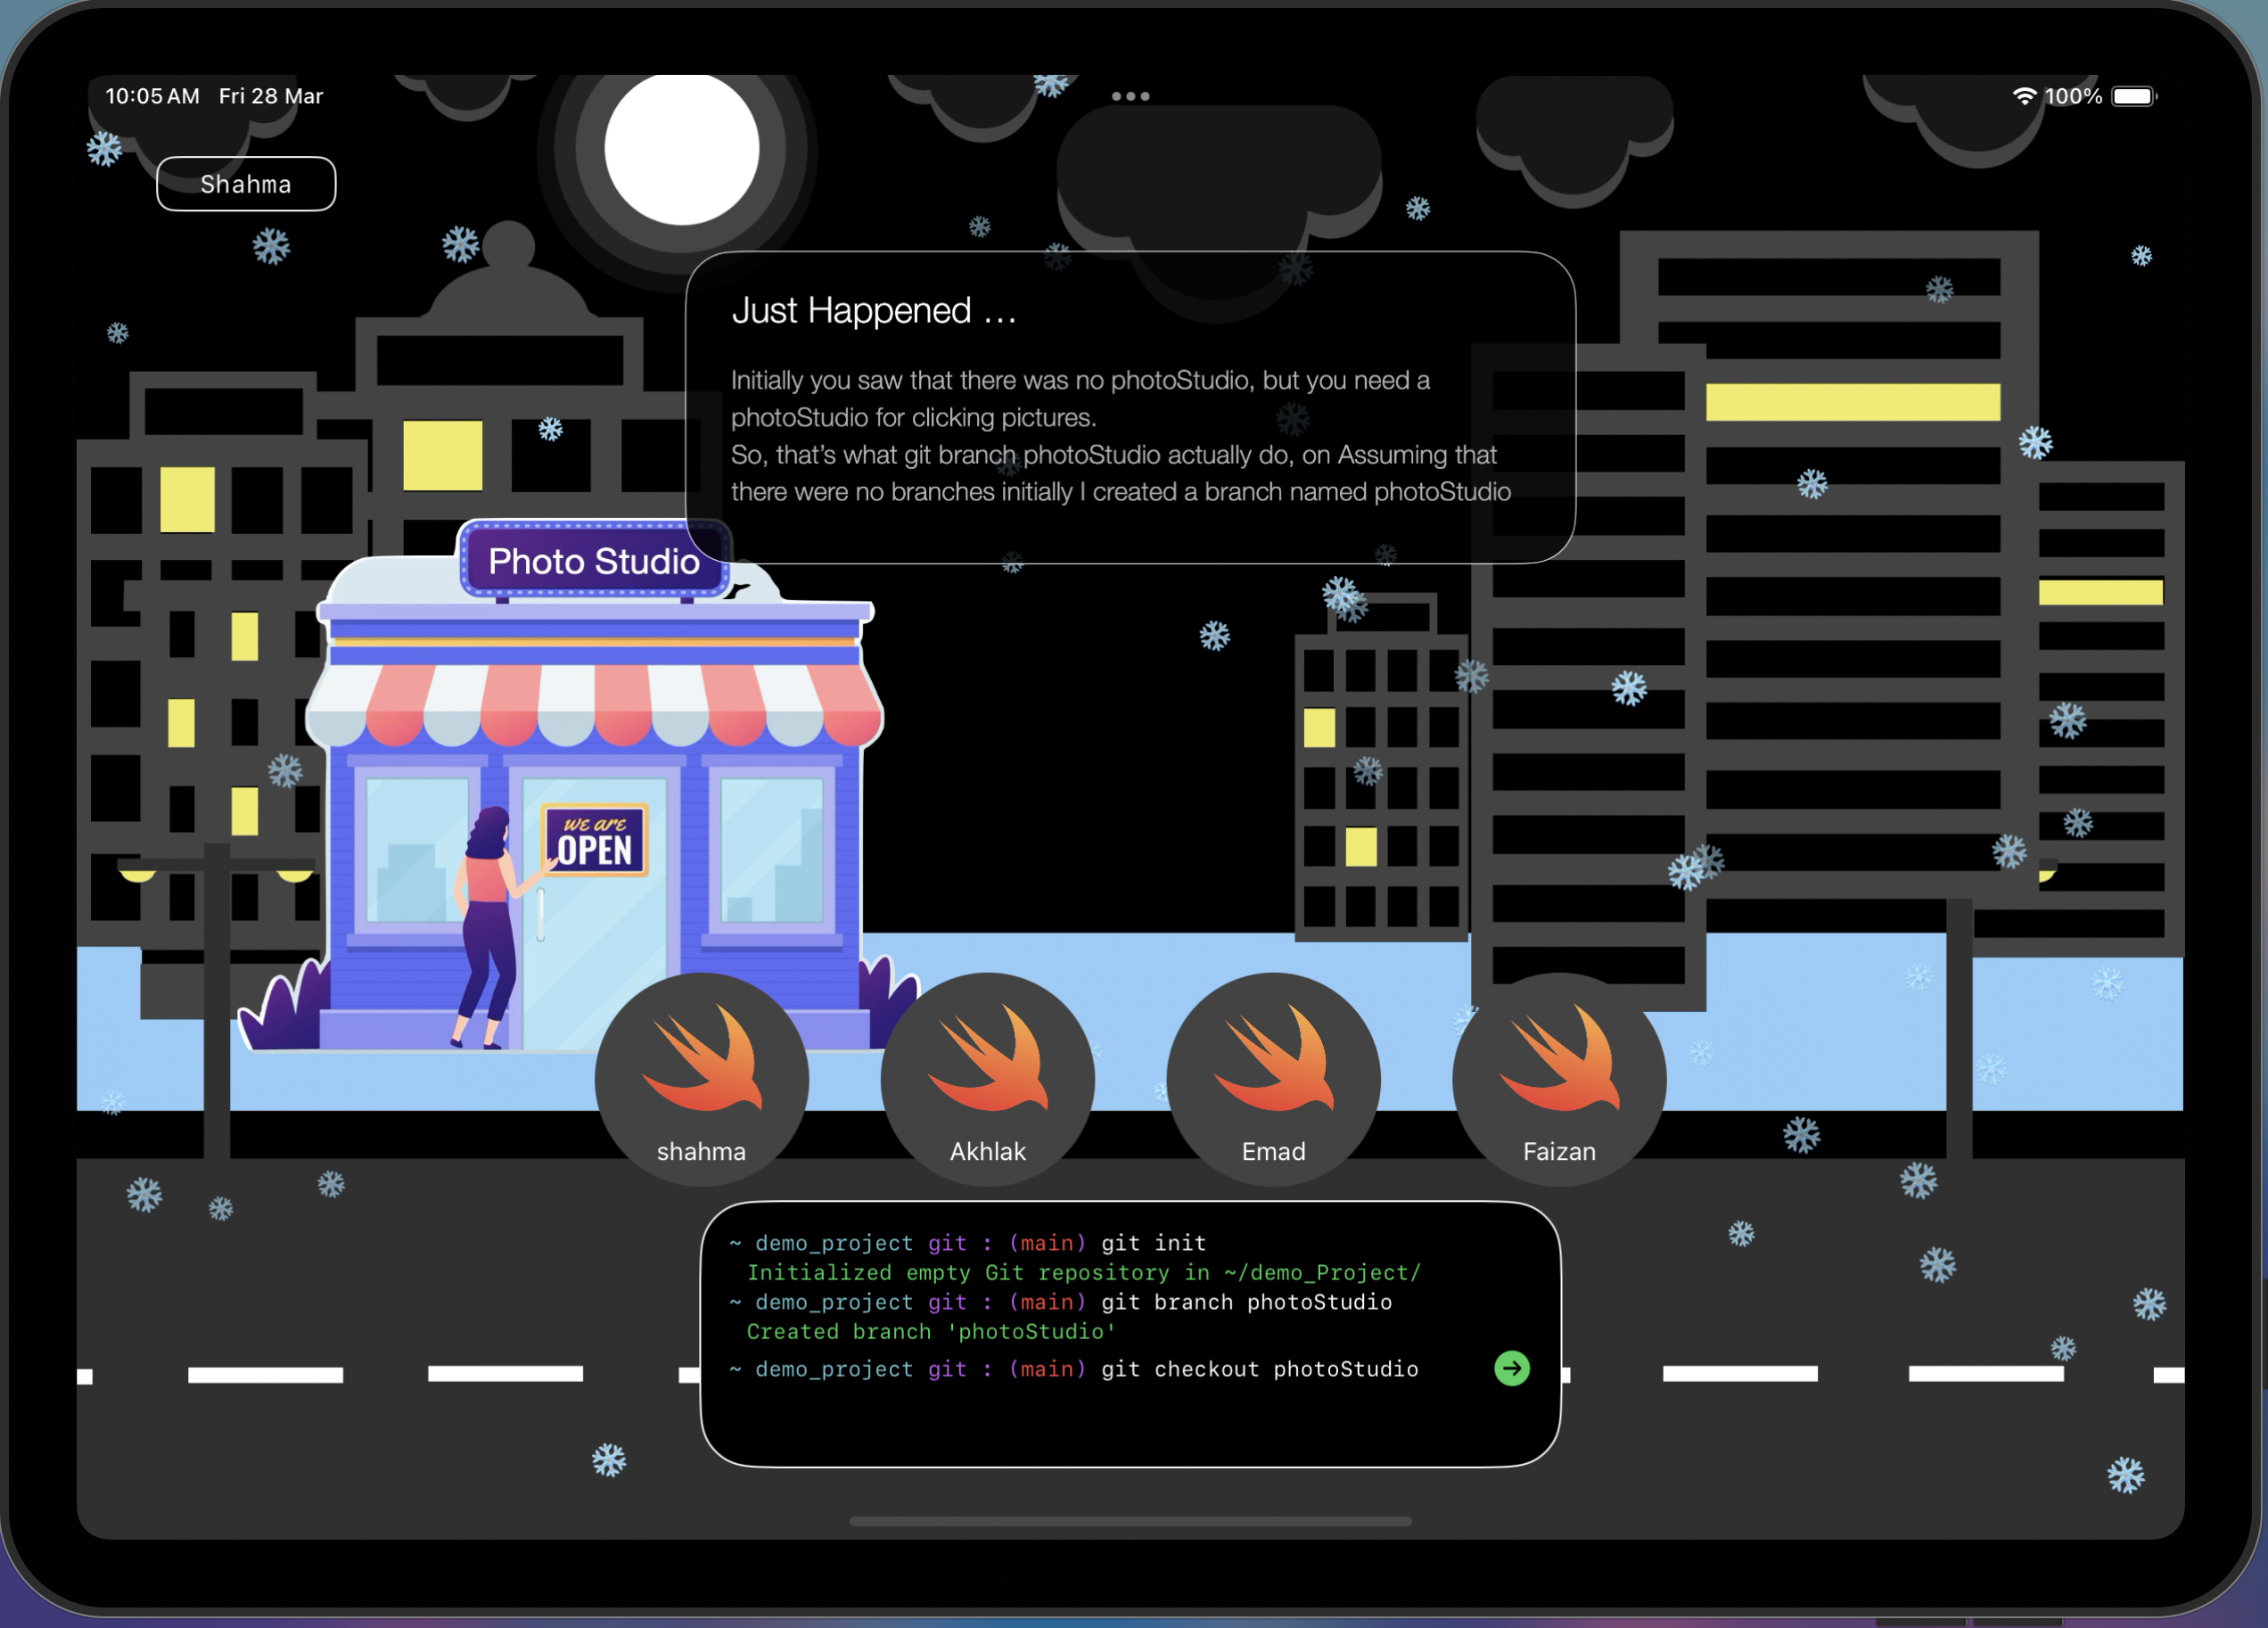 10:05 AM Fri 28 Mar
100%
Shahma
Just Happened ...
Initially you saw that there was no photoStudio, but you need a
photoStudio for clicking pictures.
So, that's what git branch photoStudio actually do, on Assuming that
there were no branches initially I created a branch named photoStudio
Photo Studio
we are
OPEN
shahma
Akhlak
Emad
Faizan
~ demo_project git : (main) git init
Initialized empty Git repository in ~/demo_Project/
~ demo_project git : (main) git branch photoStudio
Created branch 'photoStudio'
~ demo_project git : (main) git checkout photoStudio